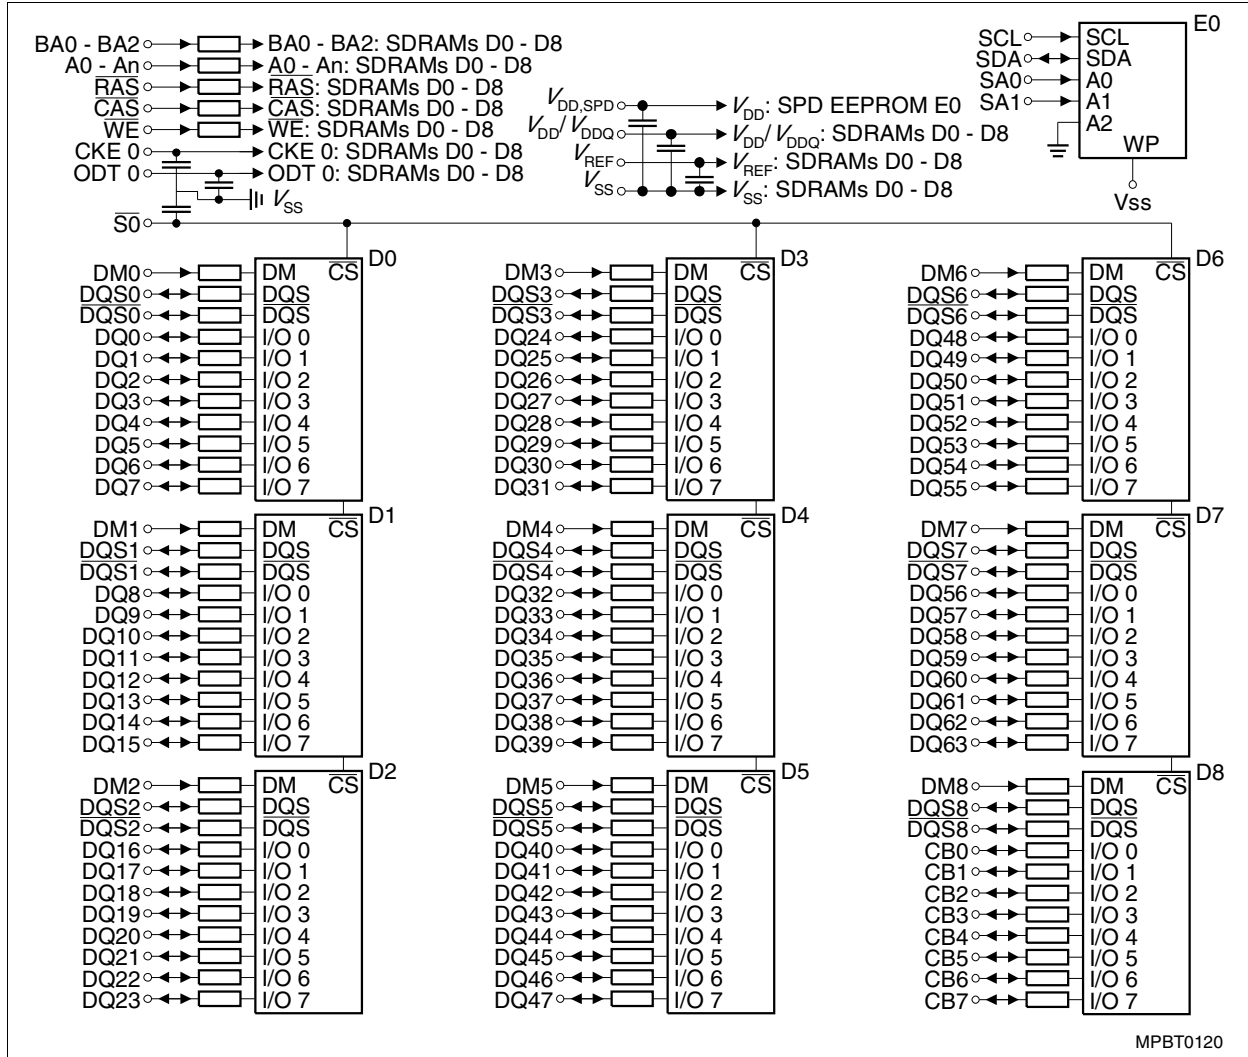 BA0 - BA2 BA0 - BA2: SDRAMs D0 - D8
A0 - An A0 - An: SDRAMs D0 - D8
RAS RAS: SDRAMs D0 - D8
CAS CAS: SDRAMs D0 - D8
WE WE: SDRAMs D0 - D8
CKE 0 CKE 0: SDRAMs D0 - D8
ODT 0 ODT 0: SDRAMs D0 - D8
VSS
S0
VDD,SPD VDD: SPD EEPROM E0
VDD/ VDDQ VDD/ VDDQ: SDRAMs D0 - D8
VREF VREF: SDRAMs D0 - D8
VSS VSS: SDRAMs D0 - D8
E0
SCL SCL
SDA SDA
SA0 A0
SA1 A1
A2
WP
Vss
D0
DM0 DM CS
DQS0 DQS
DQS0 DQS
DQ0 I/O 0
DQ1 I/O 1
DQ2 I/O 2
DQ3 I/O 3
DQ4 I/O 4
DQ5 I/O 5
DQ6 I/O 6
DQ7 I/O 7
D1
DM1 DM CS
DQS1 DQS
DQS1 DQS
DQ8 I/O 0
DQ9 I/O 1
DQ10 I/O 2
DQ11 I/O 3
DQ12 I/O 4
DQ13 I/O 5
DQ14 I/O 6
DQ15 I/O 7
D2
DM2 DM CS
DQS2 DQS
DQS2 DQS
DQ16 I/O 0
DQ17 I/O 1
DQ18 I/O 2
DQ19 I/O 3
DQ20 I/O 4
DQ21 I/O 5
DQ22 I/O 6
DQ23 I/O 7
D3
DM3 DM CS
DQS3 DQS
DQS3 DQS
DQ24 I/O 0
DQ25 I/O 1
DQ26 I/O 2
DQ27 I/O 3
DQ28 I/O 4
DQ29 I/O 5
DQ30 I/O 6
DQ31 I/O 7
D4
DM4 DM CS
DQS4 DQS
DQS4 DQS
DQ32 I/O 0
DQ33 I/O 1
DQ34 I/O 2
DQ35 I/O 3
DQ36 I/O 4
DQ37 I/O 5
DQ38 I/O 6
DQ39 I/O 7
D5
DM5 DM CS
DQS5 DQS
DQS5 DQS
DQ40 I/O 0
DQ41 I/O 1
DQ42 I/O 2
DQ43 I/O 3
DQ44 I/O 4
DQ45 I/O 5
DQ46 I/O 6
DQ47 I/O 7
D6
DM6 DM CS
DQS6 DQS
DQS6 DQS
DQ48 I/O 0
DQ49 I/O 1
DQ50 I/O 2
DQ51 I/O 3
DQ52 I/O 4
DQ53 I/O 5
DQ54 I/O 6
DQ55 I/O 7
D7
DM7 DM CS
DQS7 DQS
DQS7 DQS
DQ56 I/O 0
DQ57 I/O 1
DQ58 I/O 2
DQ59 I/O 3
DQ60 I/O 4
DQ61 I/O 5
DQ62 I/O 6
DQ63 I/O 7
D8
DM8 DM CS
DQS8 DQS
DQS8 DQS
CB0 I/O 0
CB1 I/O 1
CB2 I/O 2
CB3 I/O 3
CB4 I/O 4
CB5 I/O 5
CB6 I/O 6
CB7 I/O 7
MPBT0120